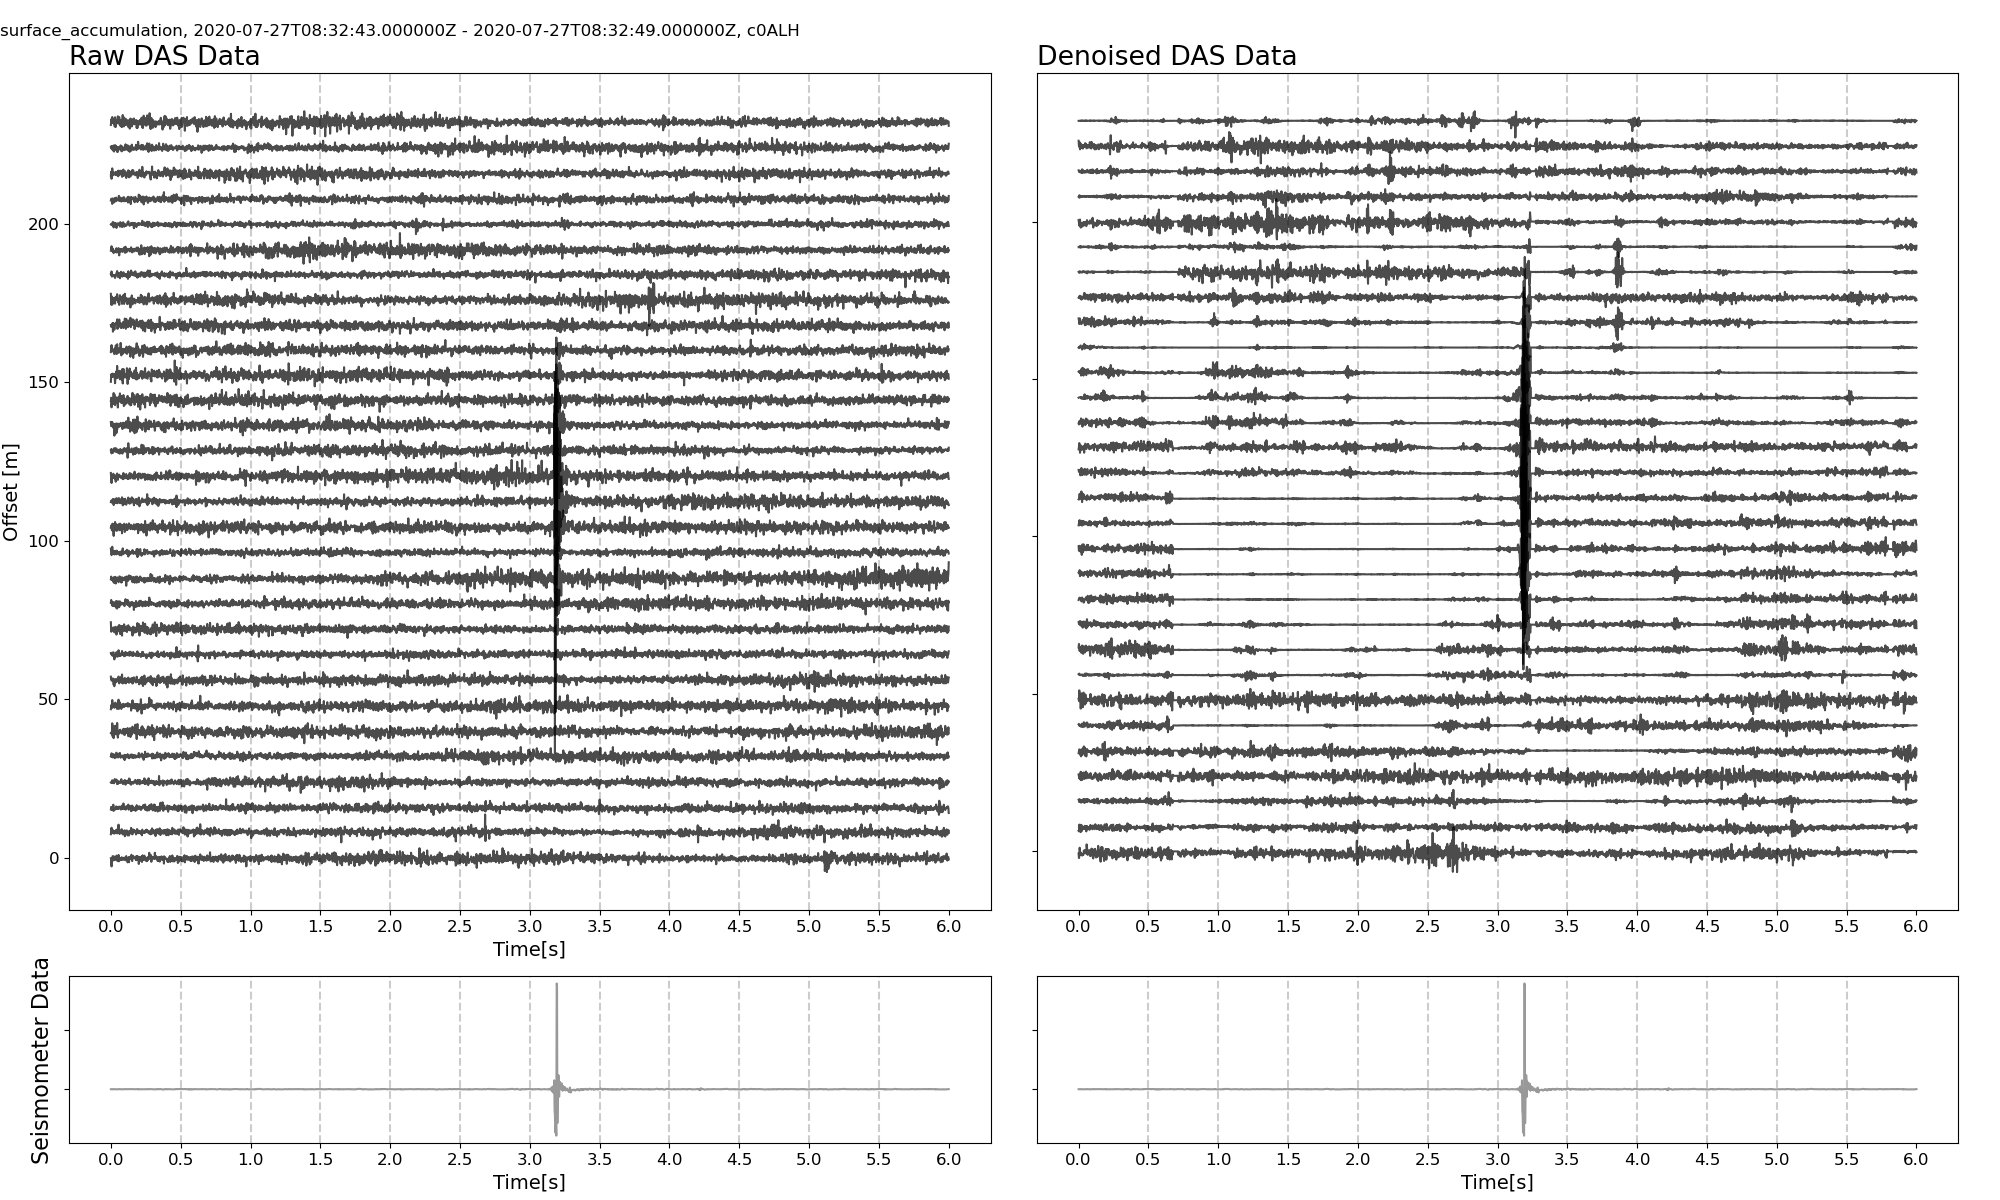 surface_accumulation, 2020-07-27T08:32:43.000000Z - 2020-07-27T08:32:49.000000Z, c0ALH
Raw DAS Data
Offset [m]
200
150
100
50
0
0.0 0.5 1.0 1.5 2.0 2.5 3.0 3.5 4.0 4.5 5.0 5.5 6.0
Time[s]
Denoised DAS Data
0.0 0.5 1.0 1.5 2.0 2.5 3.0 3.5 4.0 4.5 5.0 5.5 6.0
Seismometer Data
0.0 0.5 1.0 1.5 2.0 2.5 3.0 3.5 4.0 4.5 5.0 5.5 6.0
Time[s]
0.0 0.5 1.0 1.5 2.0 2.5 3.0 3.5 4.0 4.5 5.0 5.5 6.0
Time[s]